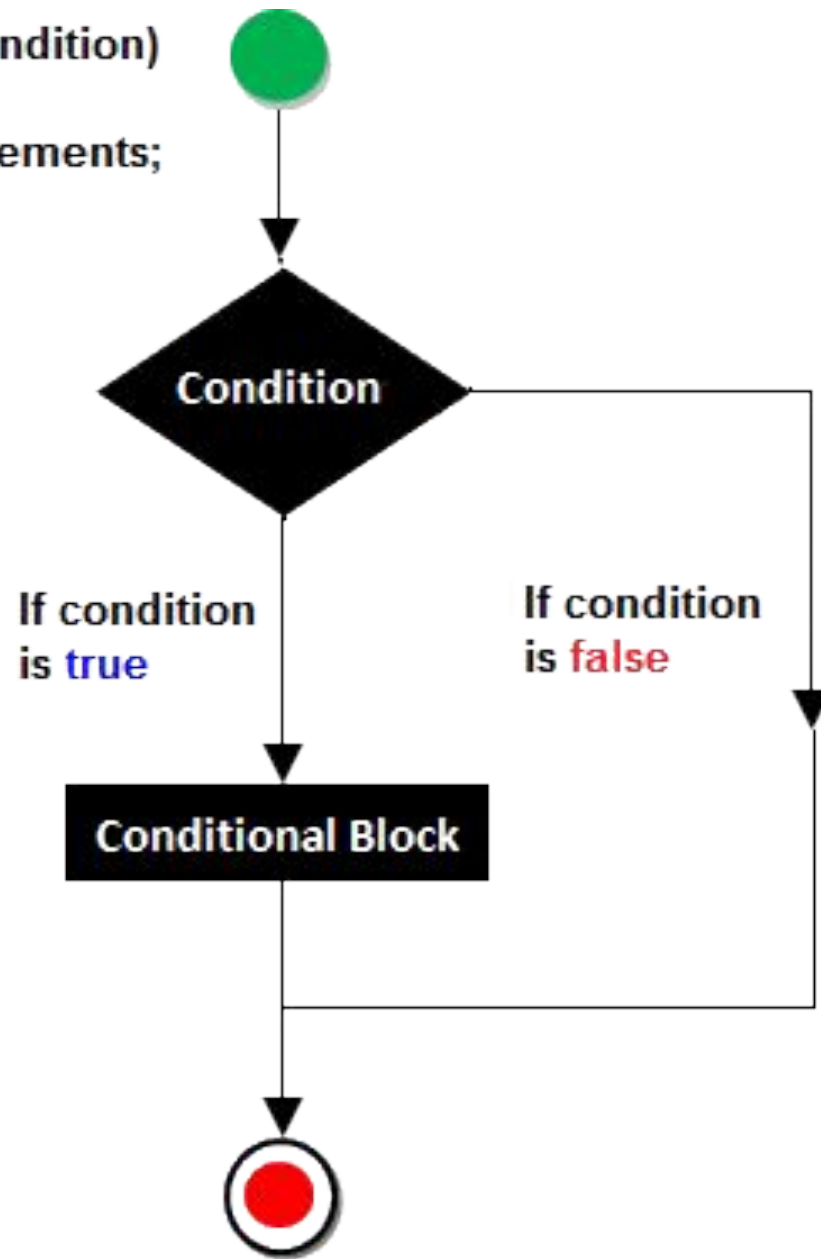 ndition)
ements;
Condition
If condition
is true
If condition
is false
Conditional Block